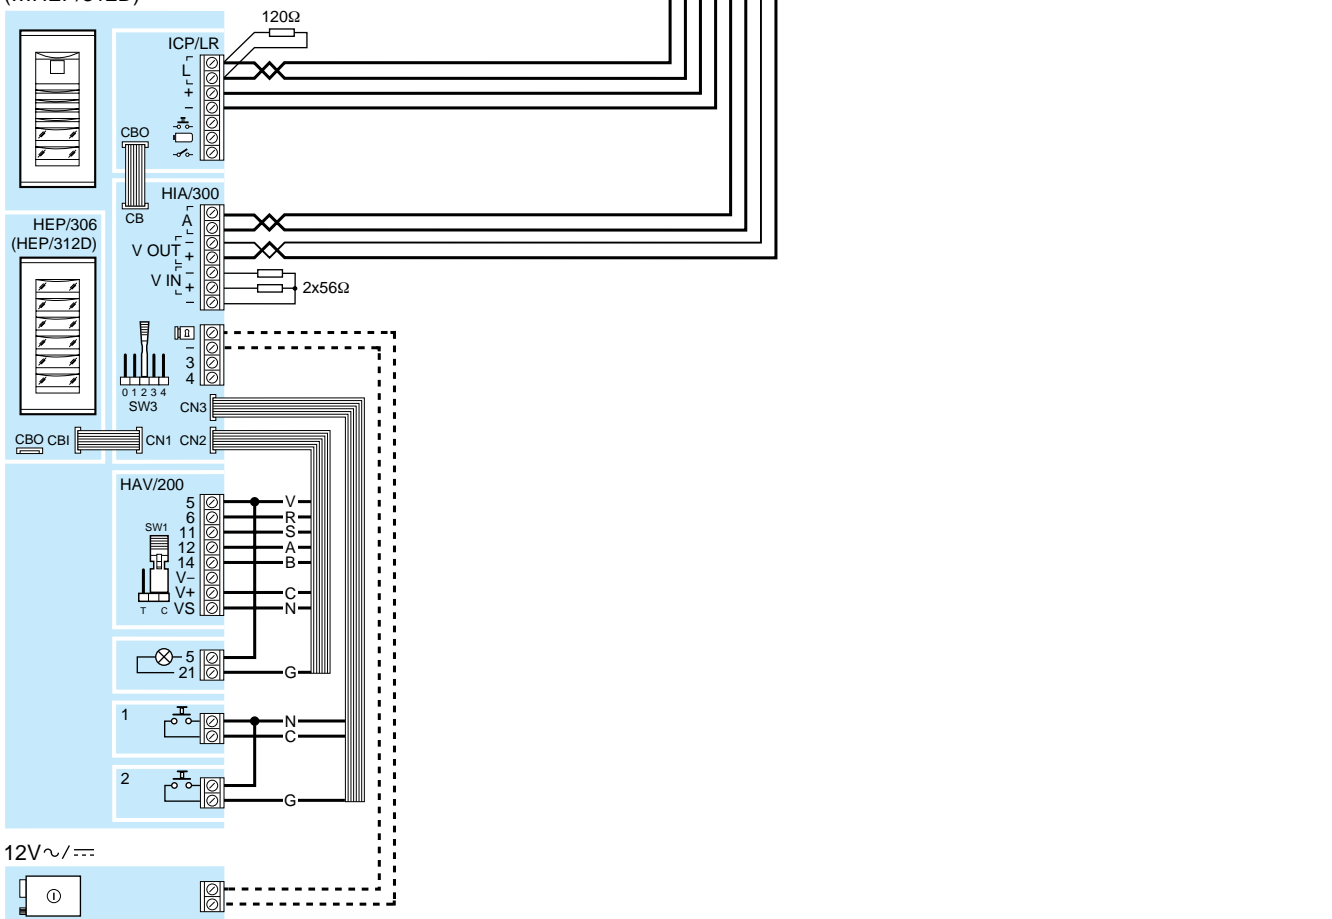 120Ω
ICP/LR
L
+
−
CBO
CB
HIA/300
A
−
V OUT
+
−
V IN
+
−
2x56Ω
HEP/306
(HEP/312D)
−
3
4
0 1 2 3 4
SW3
CN3
CBO CBI
CN1 CN2
HAV/200
5
V
6
R
SW1
11
S
12
A
14
B
V−
V+
C
T C
VS
N
5
21
G
1
N
C
2
G
12V~/⎓